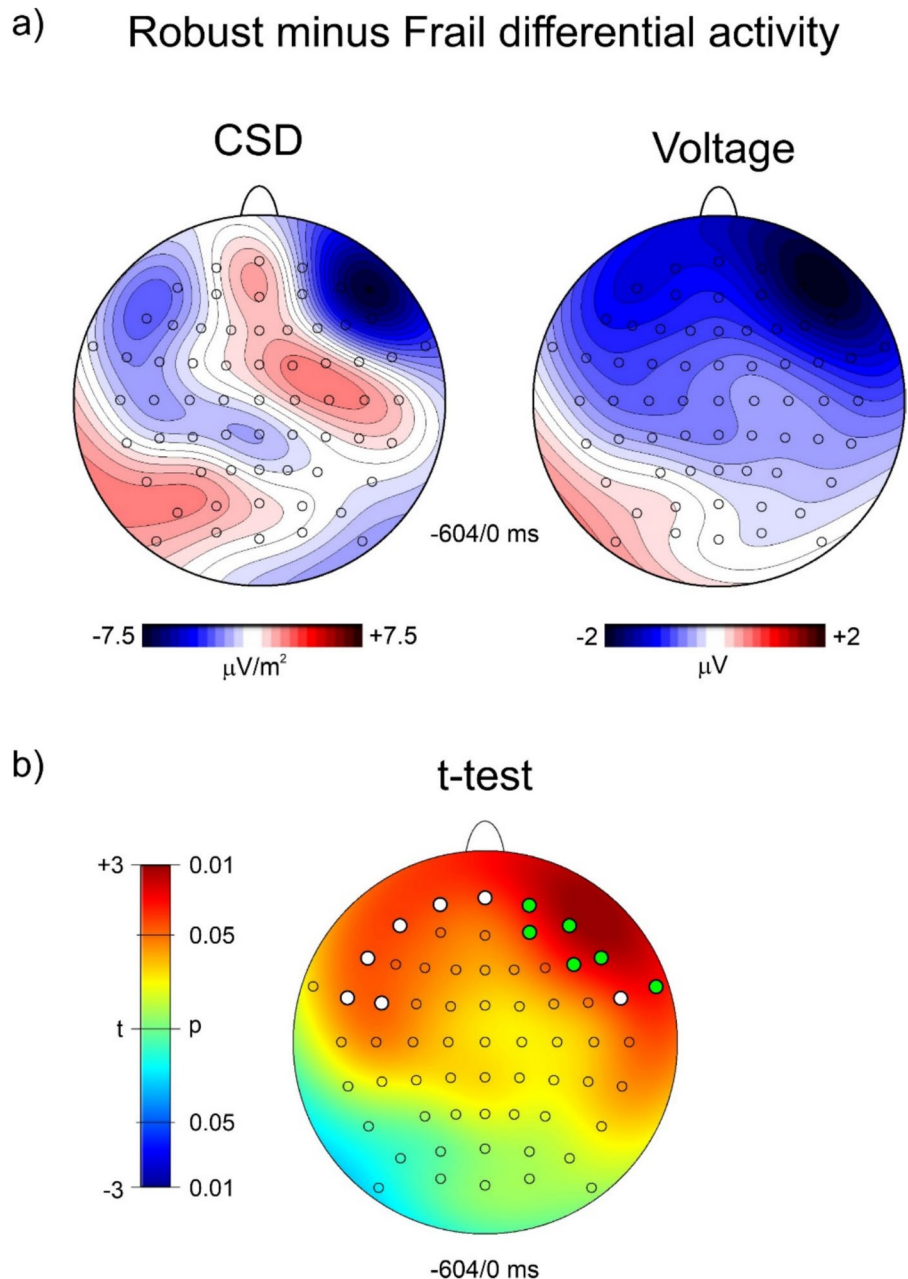 a) Robust minus Frail differential activity
CSD
Voltage
-604/0 ms
-7.5 +7.5
μV/m²
-2 +2
μV
b)
t-test
+3 0.01
0.05
t p
0.05
-3 0.01
-604/0 ms